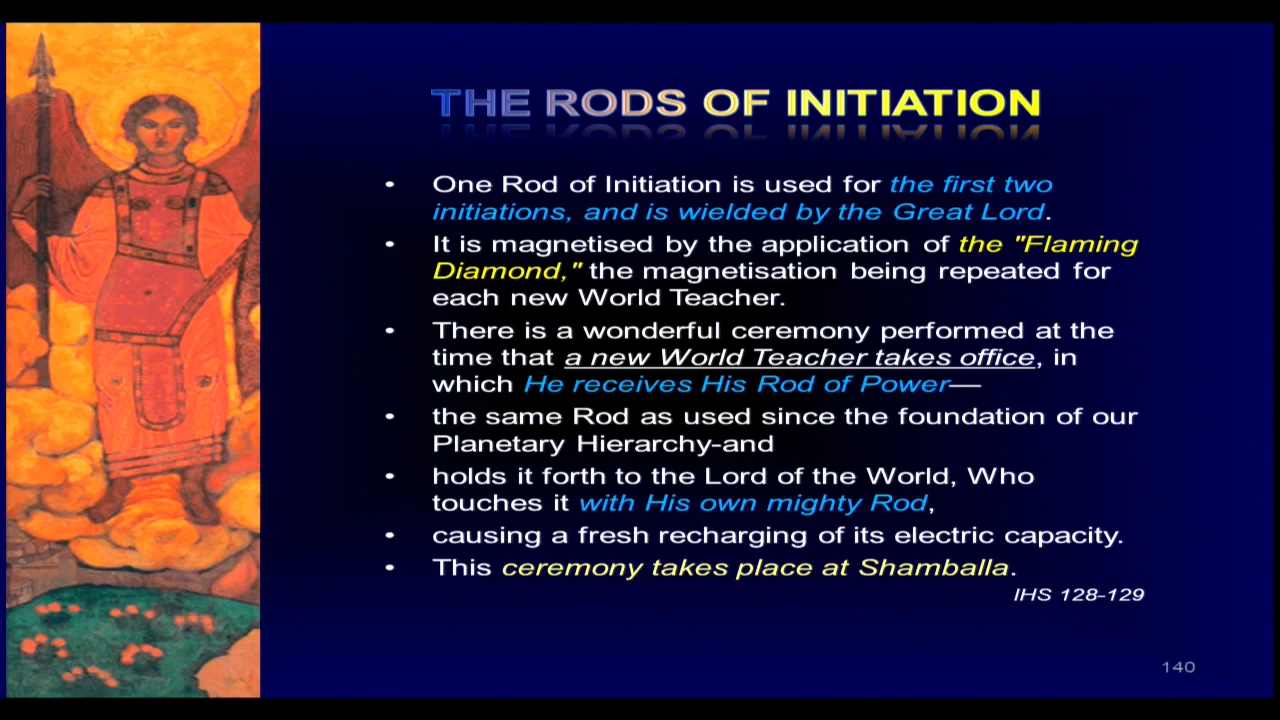 THE RODS OF INITIATION
• One Rod of Initiation is used for the first two
initiations, and is wielded by the Great Lord.
• It is magnetised by the application of the "Flaming
Diamond," the magnetisation being repeated for
each new World Teacher.
• There is a wonderful ceremony performed at the
time that a new World Teacher takes office, in
which He receives His Rod of Power—
• the same Rod as used since the foundation of our
Planetary Hierarchy-and
• holds it forth to the Lord of the World, Who
touches it with His own mighty Rod,
• causing a fresh recharging of its electric capacity.
• This ceremony takes place at Shamballa.
IHS 128-129
140